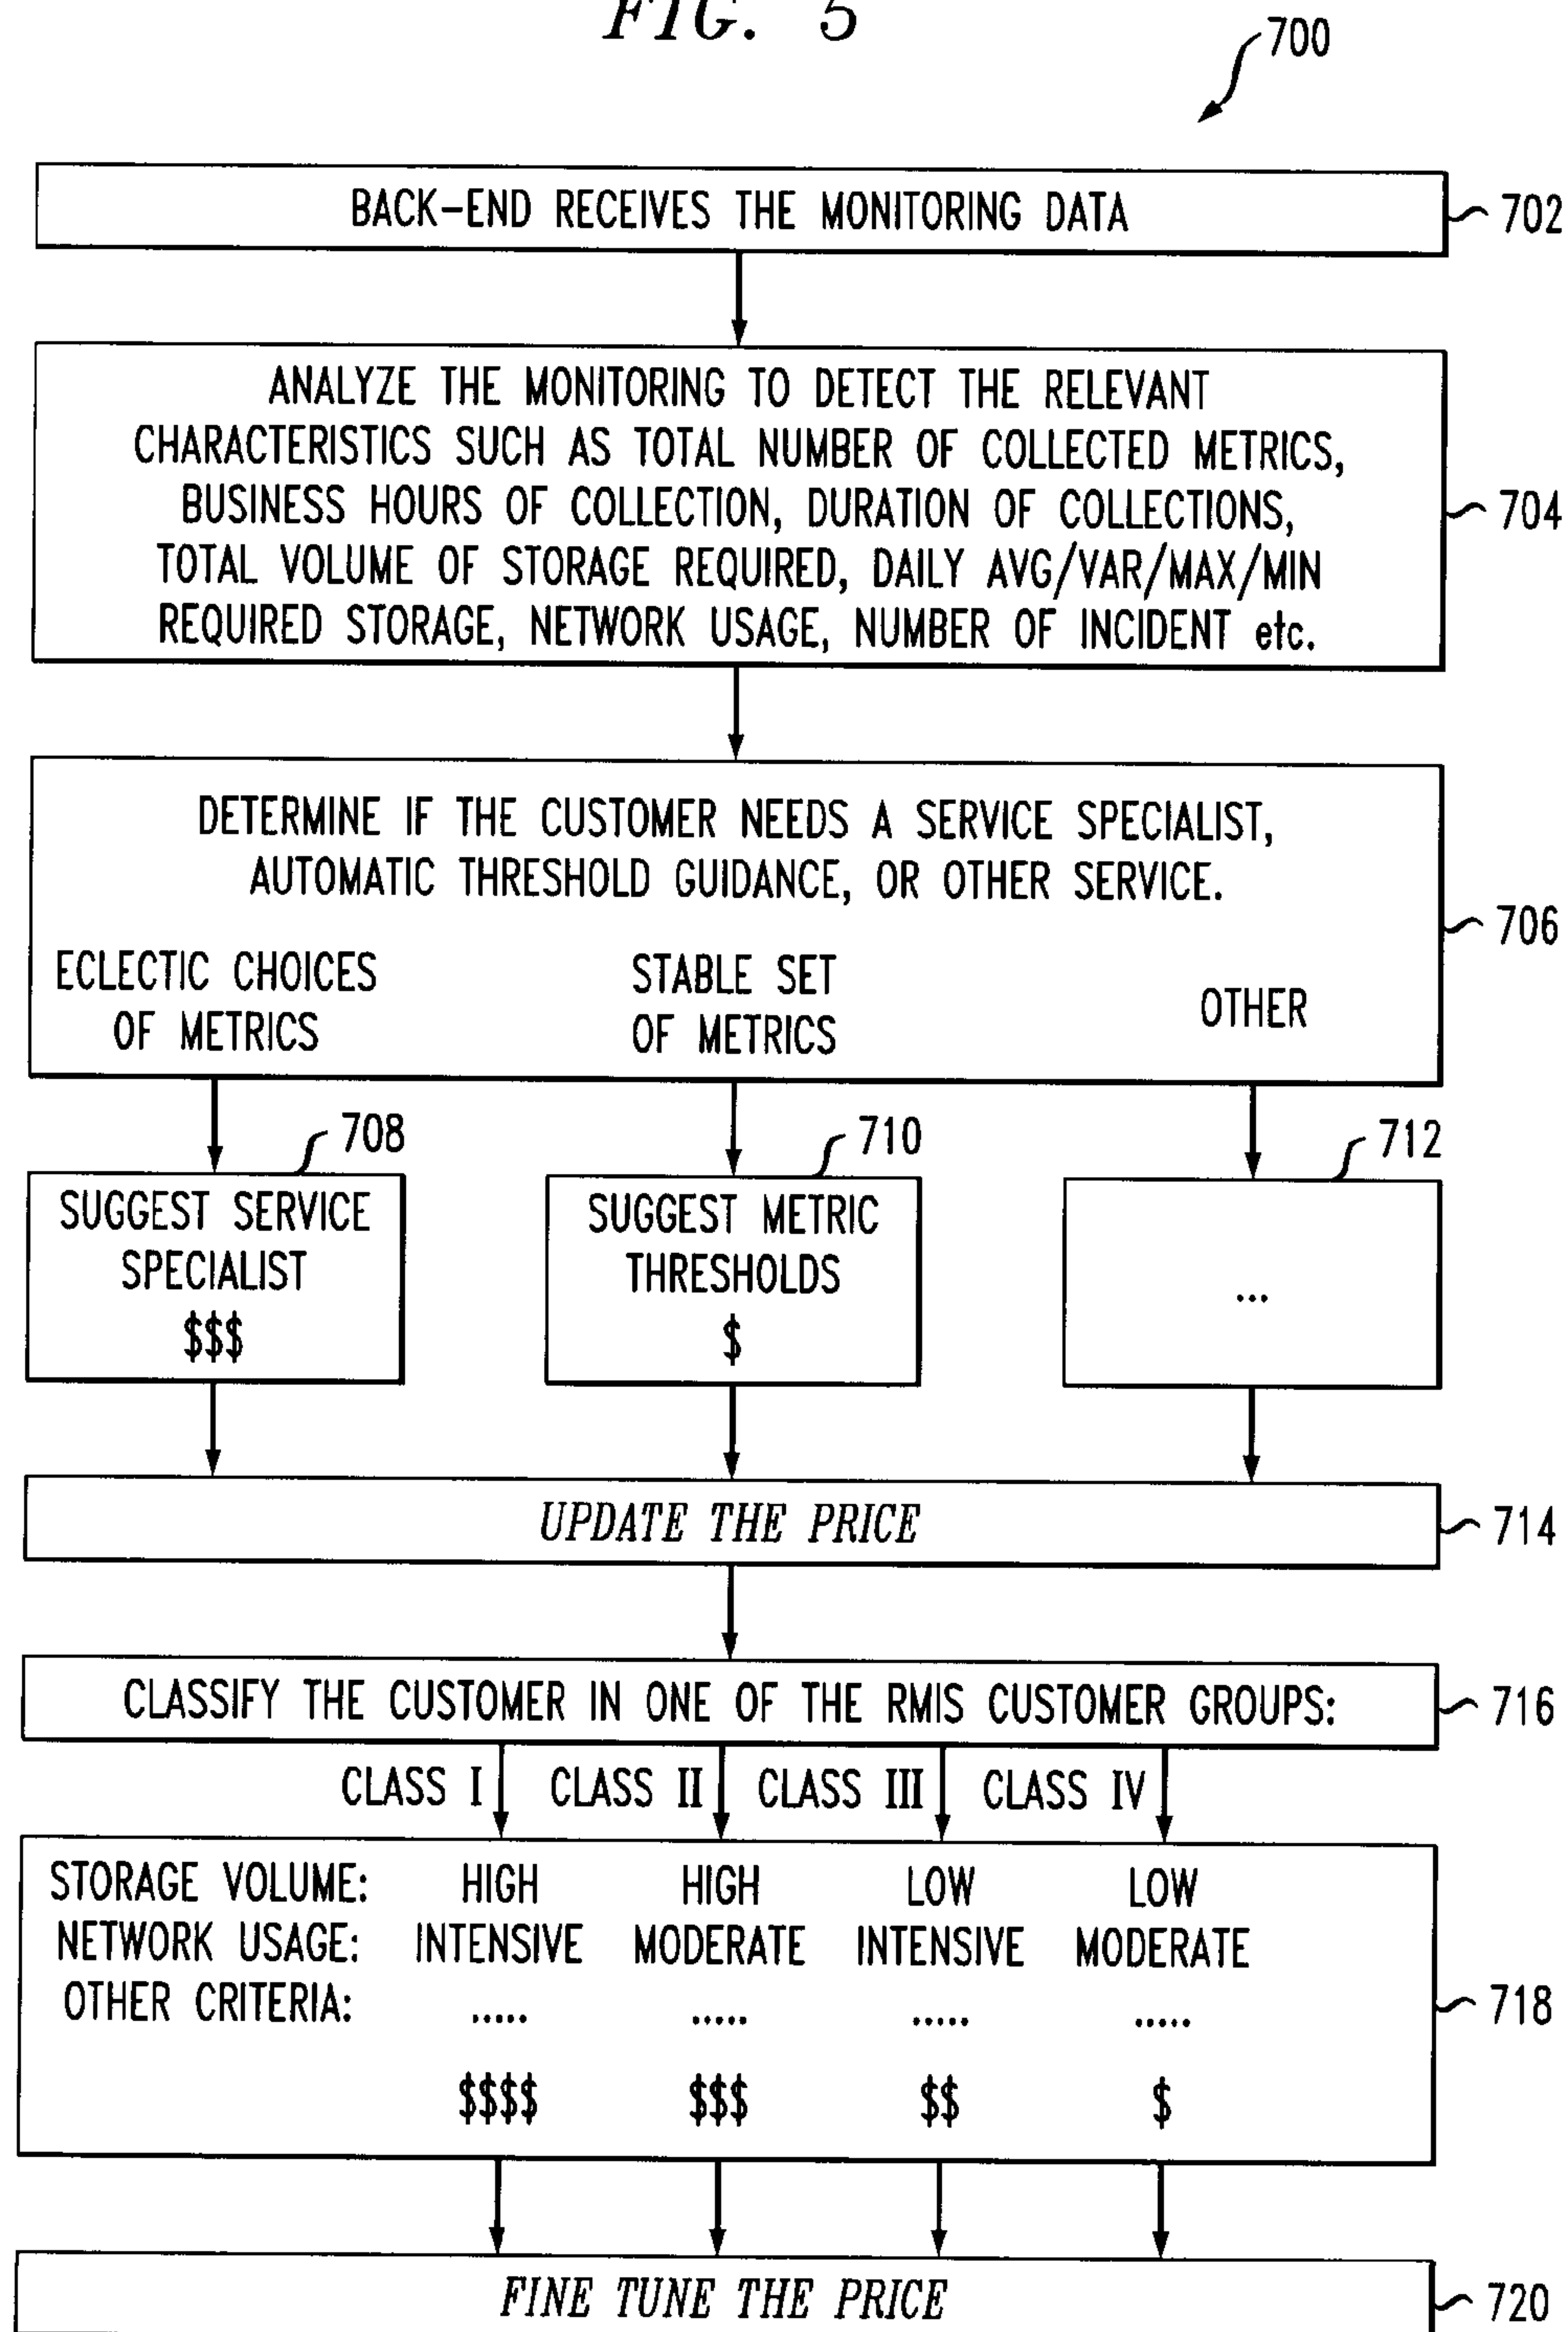 FIG. 5
700
BACK-END RECEIVES THE MONITORING DATA
702
ANALYZE THE MONITORING TO DETECT THE RELEVANT
CHARACTERISTICS SUCH AS TOTAL NUMBER OF COLLECTED METRICS,
BUSINESS HOURS OF COLLECTION, DURATION OF COLLECTIONS,
TOTAL VOLUME OF STORAGE REQUIRED, DAILY AVG/VAR/MAX/MIN
REQUIRED STORAGE, NETWORK USAGE, NUMBER OF INCIDENT etc.
704
DETERMINE IF THE CUSTOMER NEEDS A SERVICE SPECIALIST,
AUTOMATIC THRESHOLD GUIDANCE, OR OTHER SERVICE.
706
ECLECTIC CHOICES
OF METRICS
STABLE SET
OF METRICS
OTHER
708
SUGGEST SERVICE
SPECIALIST
$$$
710
SUGGEST METRIC
THRESHOLDS
$
712
...
UPDATE THE PRICE
714
CLASSIFY THE CUSTOMER IN ONE OF THE RMIS CUSTOMER GROUPS:
716
CLASS I CLASS II CLASS III CLASS IV
STORAGE VOLUME: HIGH HIGH LOW LOW
NETWORK USAGE: INTENSIVE MODERATE INTENSIVE MODERATE
OTHER CRITERIA: ..... ..... ..... .....
718
$$$$ $$$ $$ $
FINE TUNE THE PRICE
720